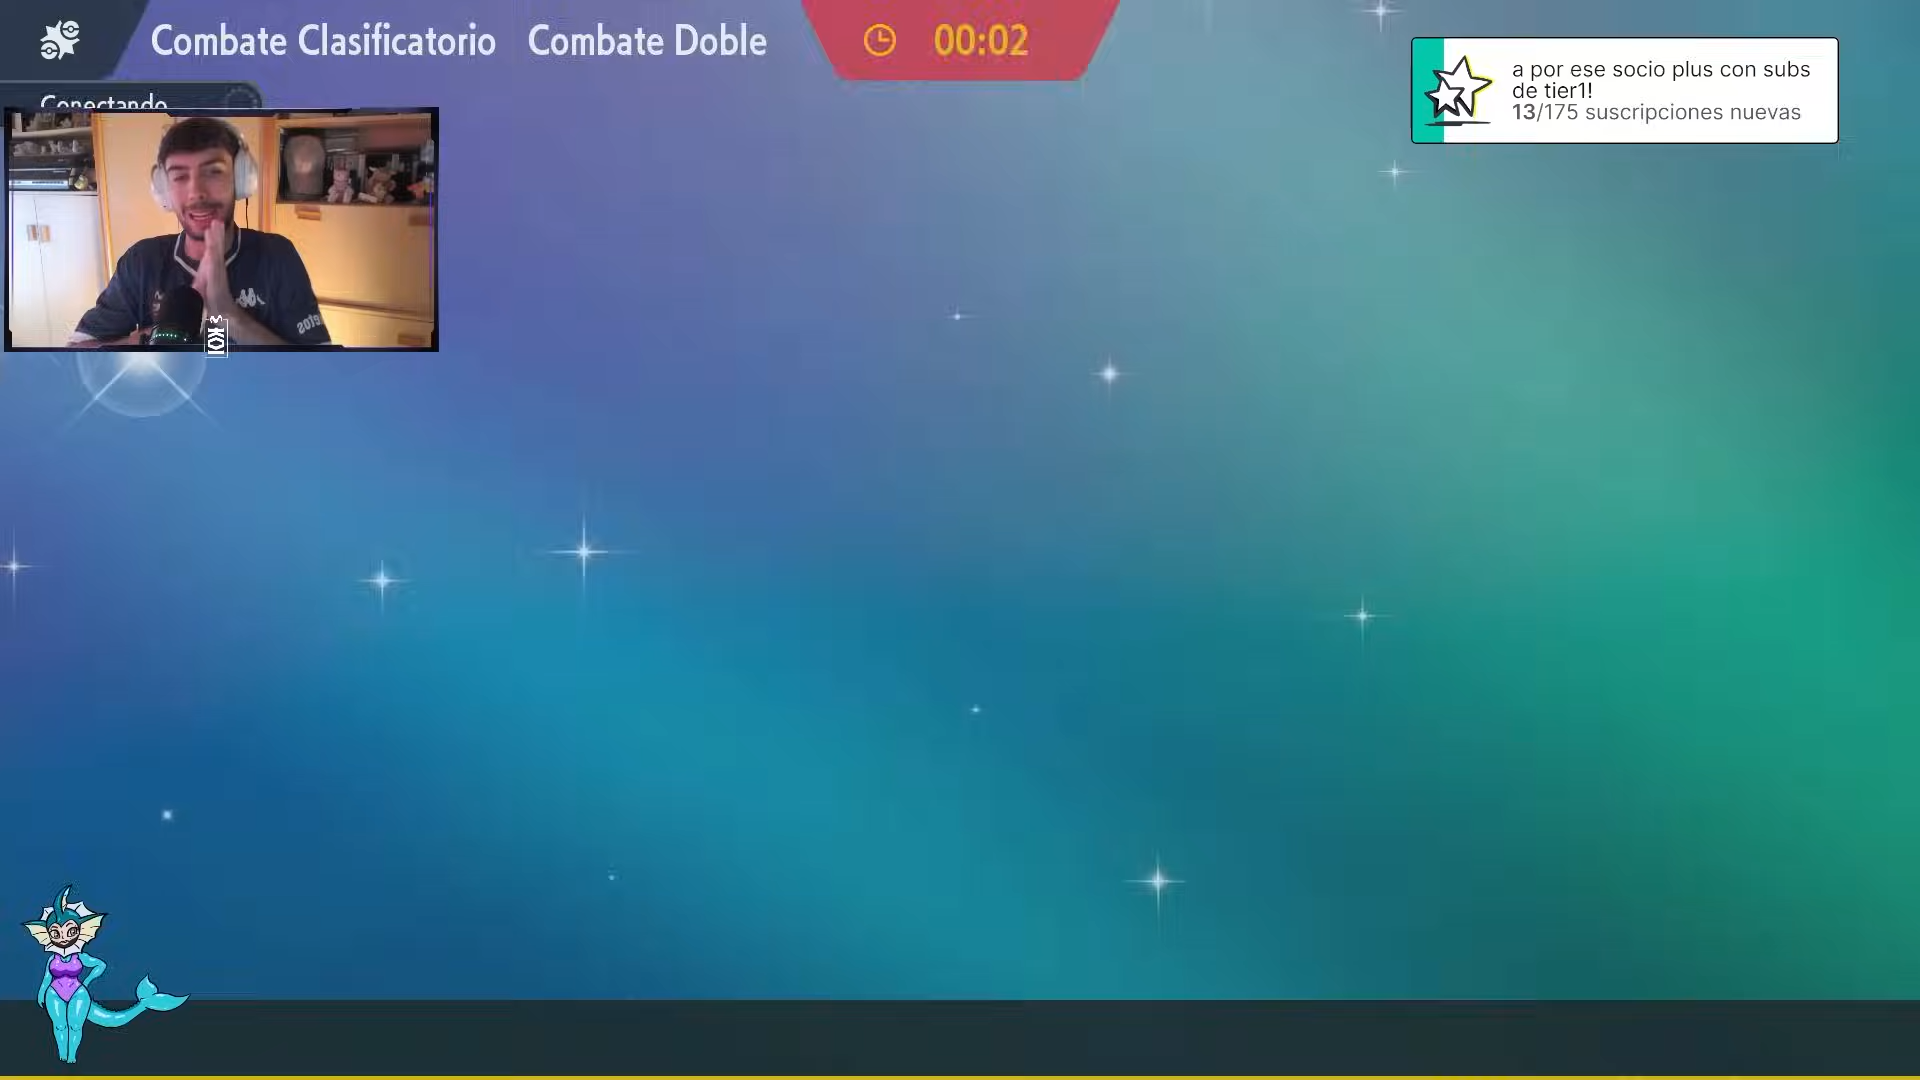 Combate Clasificatorio Combate Doble 00:02
Conectando
a por ese socio plus con subs
de tier1!
13/175 suscripciones nuevas
KOI